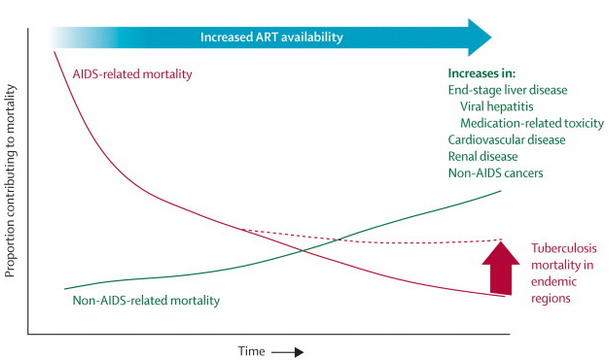 Increased ART availability
AIDS-related mortality
Increases in:
End-stage liver disease
Viral hepatitis
Medication-related toxicity
Cardiovascular disease
Renal disease
Non-AIDS cancers
Proportion contributing to mortality
Tuberculosis
mortality in
endemic
regions
Non-AIDS-related mortality
Time